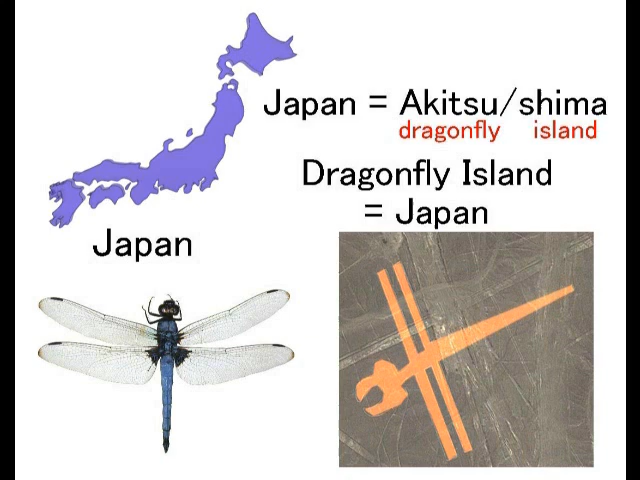 Japan = Akitsu/shima
dragonfly island
Dragonfly Island
= Japan
Japan